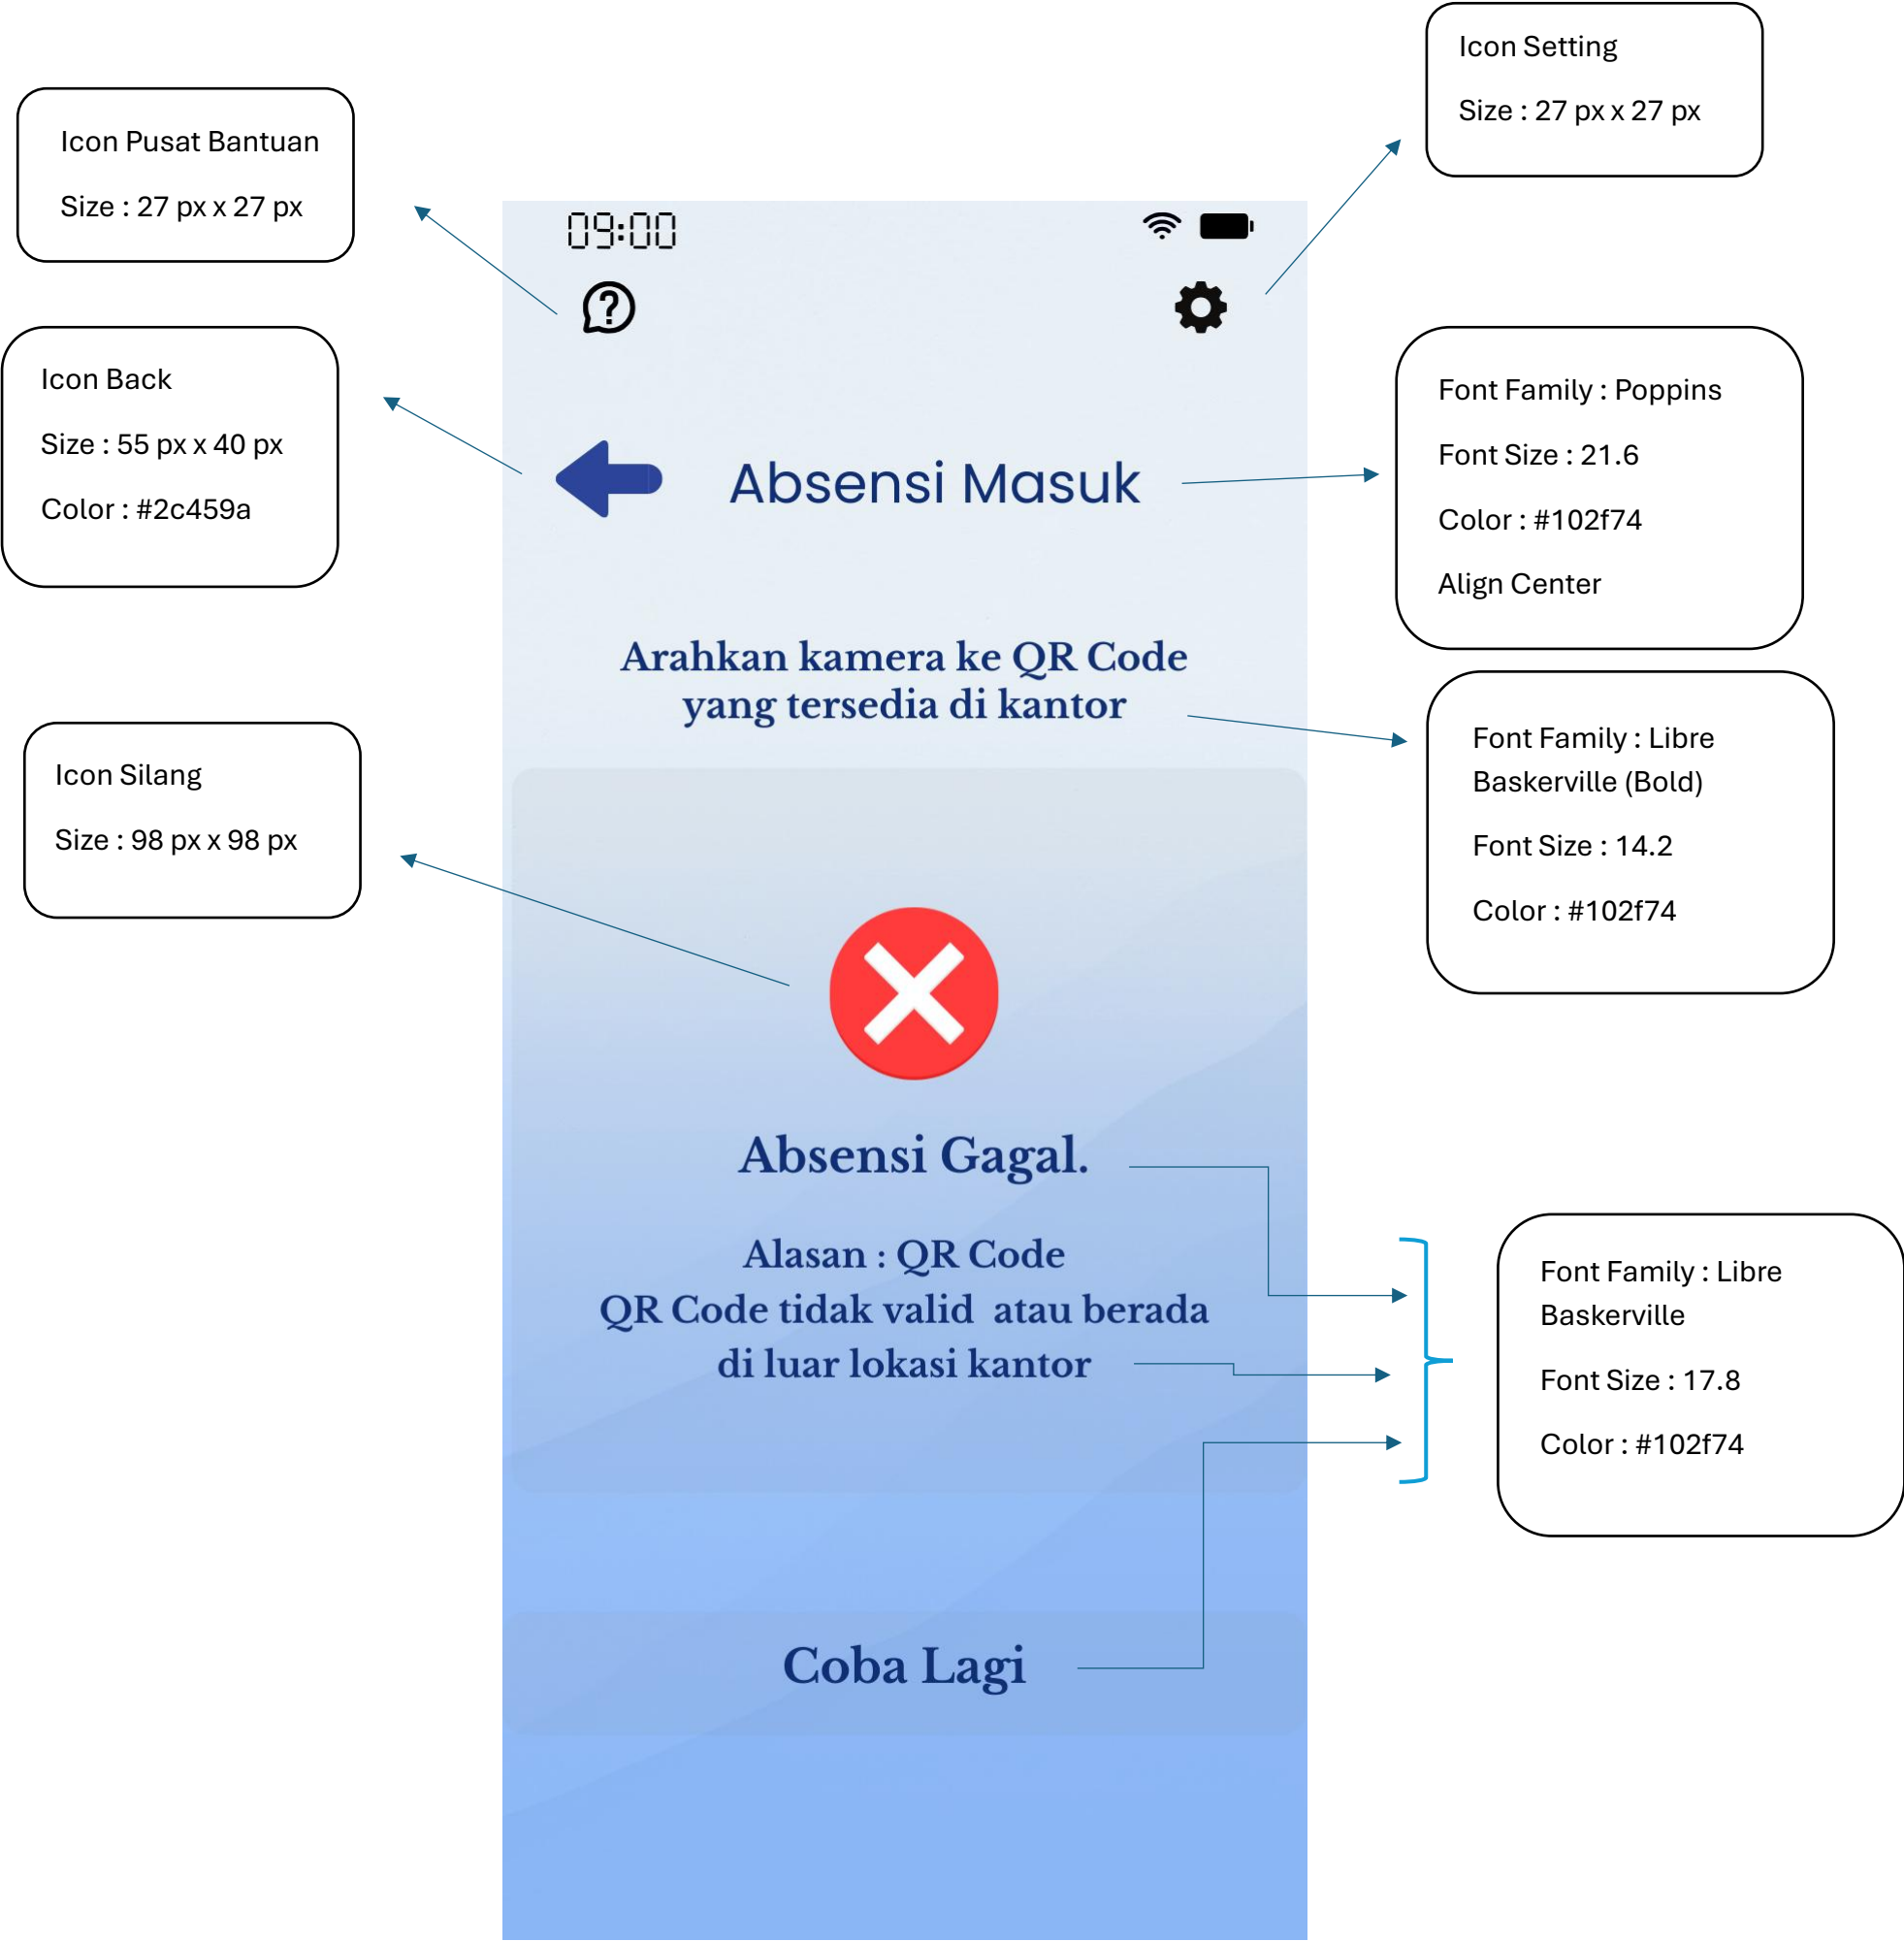 Icon Setting
Size : 27 px x 27 px
Icon Pusat Bantuan
Size : 27 px x 27 px
09:00
Icon Back
Size : 55 px x 40 px
Color : #2c459a
Absensi Masuk
Font Family : Poppins
Font Size : 21.6
Color : #102f74
Align Center
Arahkan kamera ke QR Code
yang tersedia di kantor
Font Family : Libre
Baskerville (Bold)
Font Size : 14.2
Color : #102f74
Icon Silang
Size : 98 px x 98 px
Absensi Gagal.
Alasan : QR Code
QR Code tidak valid  atau berada
di luar lokasi kantor
Font Family : Libre
Baskerville
Font Size : 17.8
Color : #102f74
Coba Lagi